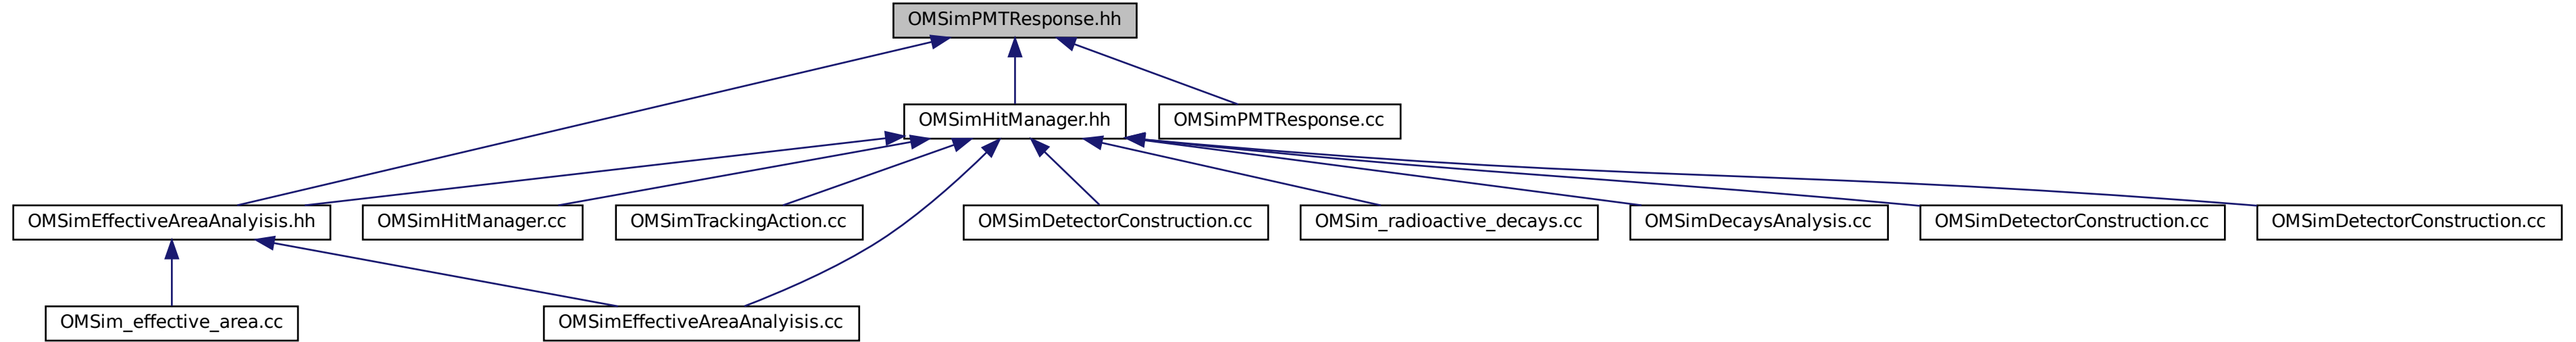 OMSimPMTResponse.hh
OMSimHitManager.hh
OMSimPMTResponse.cc
OMSimEffectiveAreaAnalyisis.hh
OMSimHitManager.cc
OMSimTrackingAction.cc
OMSimDetectorConstruction.cc
OMSim_radioactive_decays.cc
OMSimDecaysAnalysis.cc
OMSimDetectorConstruction.cc
OMSimDetectorConstruction.cc
OMSim_effective_area.cc
OMSimEffectiveAreaAnalyisis.cc